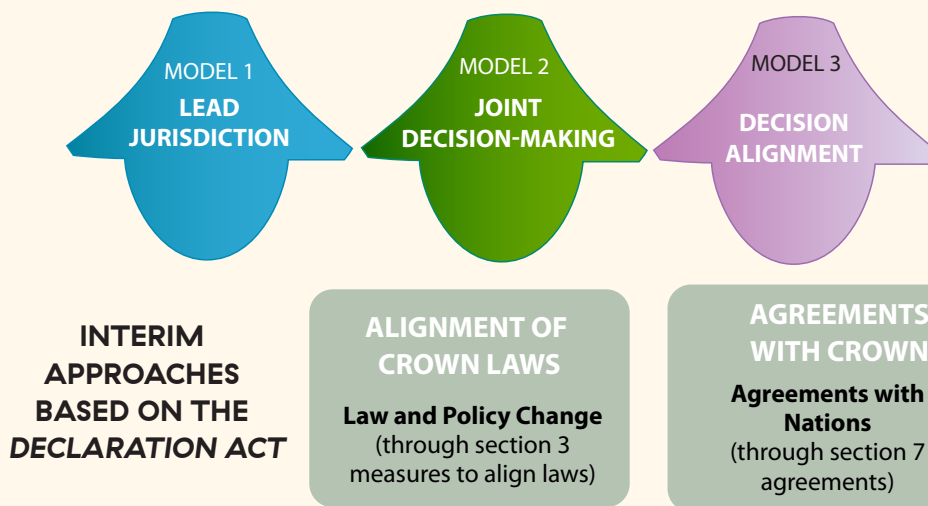 MODEL 1
LEAD
JURISDICTION
MODEL 2
JOINT
DECISION-MAKING
MODEL 3
DECISION
ALIGNMENT
INTERIM
APPROACHES
BASED ON THE
DECLARATION ACT
ALIGNMENT OF
CROWN LAWS
Law and Policy Change
(through section 3
measures to align laws)
AGREEMENTS
WITH CROWN
Agreements with
Nations
(through section 7
agreements)